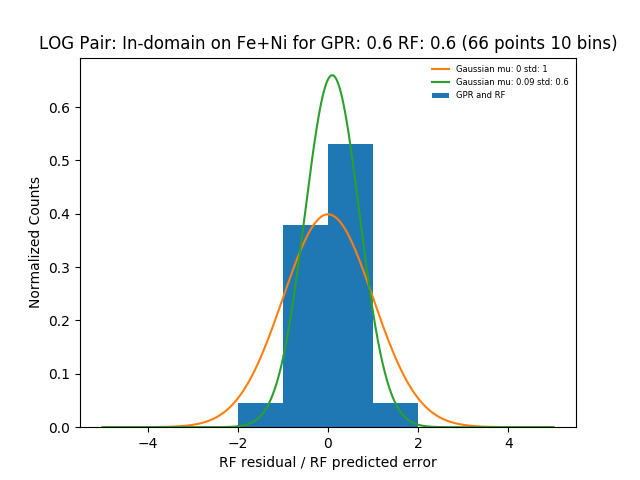 LOG Pair: In-domain on Fe+Ni for GPR: 0.6 RF: 0.6 (66 points 10 bins)
Gaussian mu: 0 std: 1
Gaussian mu: 0.09 std: 0.6
GPR and RF
Normalized Counts
0.6
0.5
0.4
0.3
0.2
0.1
0.0
−4 −2 0 2 4
RF residual / RF predicted error